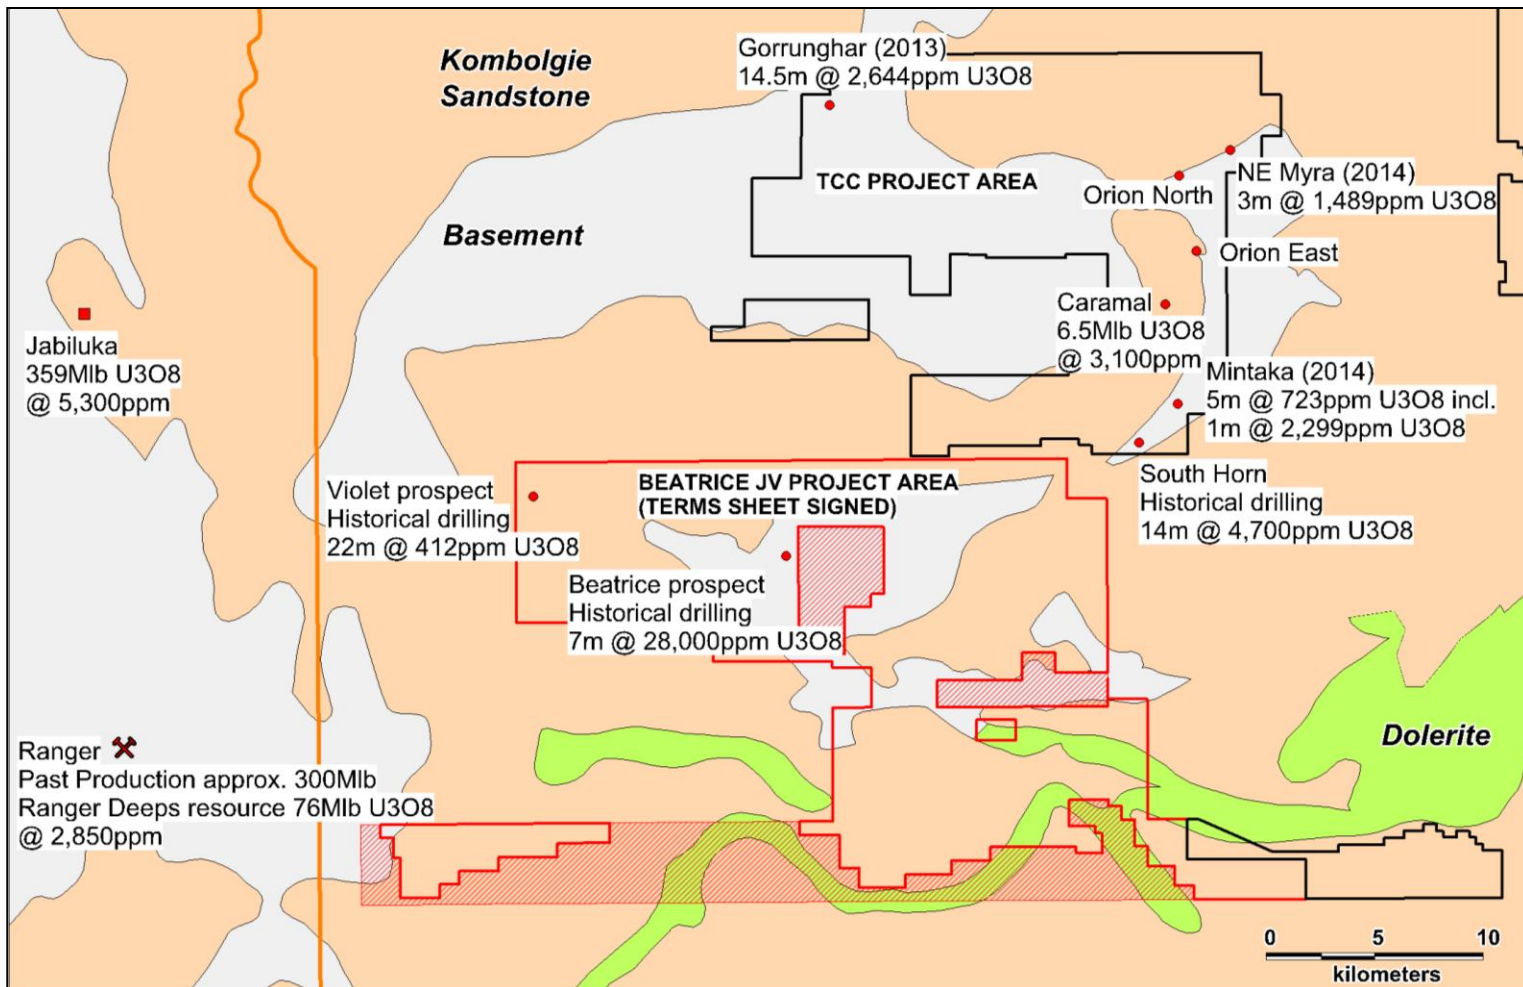 Kombolgie
Sandstone
Gorrunghar (2013)
14.5m @ 2,644ppm U3O8
TCC PROJECT AREA
NE Myra (2014)
3m @ 1,489ppm U3O8
Orion North
Basement
Orion East
Caramal
6.5Mlb U3O8
@ 3,100ppm
Jabiluka
359Mlb U3O8
@ 5,300ppm
Mintaka (2014)
5m @ 723ppm U3O8 incl.
1m @ 2,299ppm U3O8
South Horn
Historical drilling
14m @ 4,700ppm U3O8
BEATRICE JV PROJECT AREA
(TERMS SHEET SIGNED)
Violet prospect
Historical drilling
22m @ 412ppm U3O8
Beatrice prospect
Historical drilling
7m @ 28,000ppm U3O8
Dolerite
Ranger
Past Production approx. 300Mlb
Ranger Deeps resource 76Mlb U3O8
@ 2,850ppm
0 5 10
kilometers